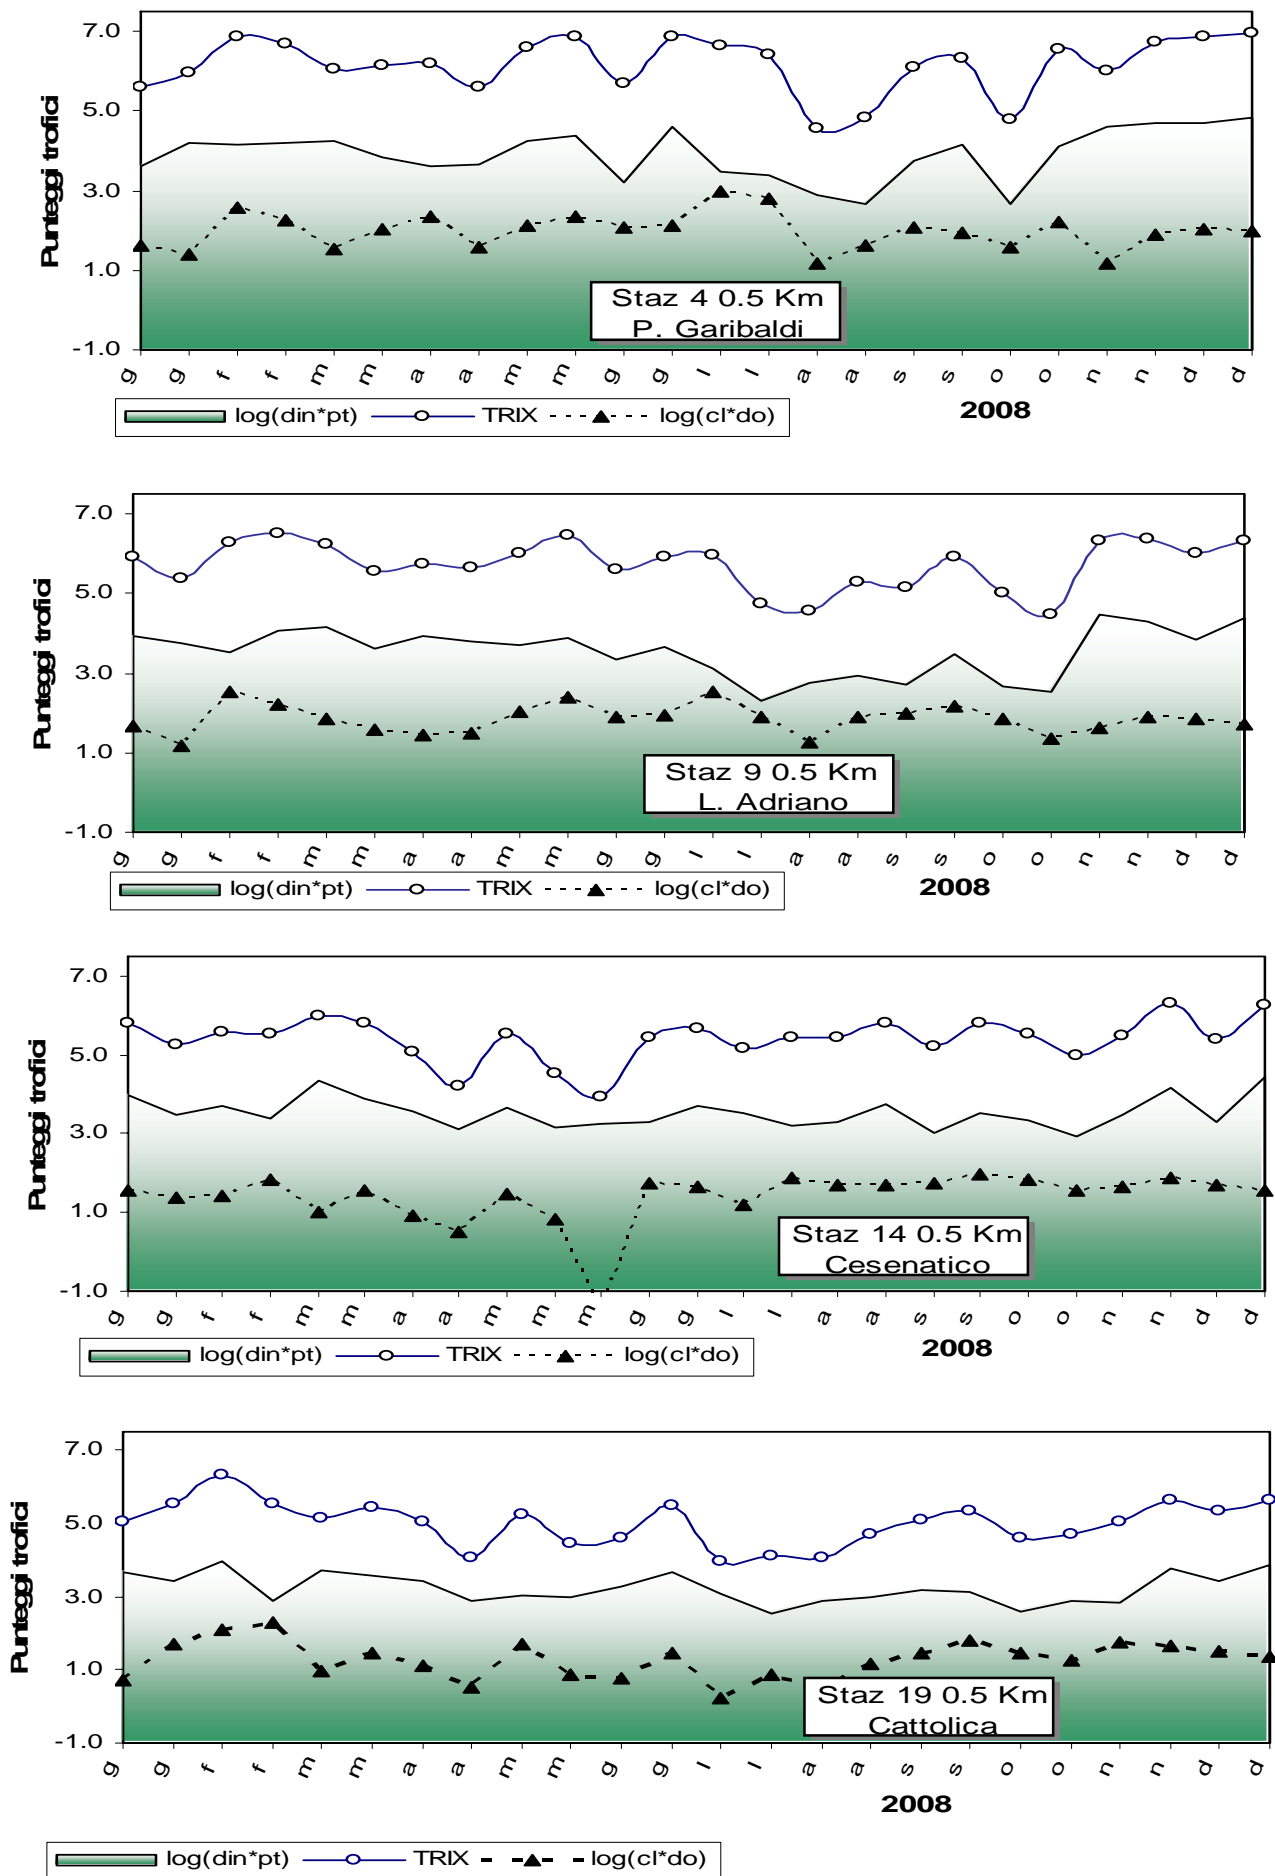 Punteggi trofici
7.0
5.0
3.0
1.0
-1.0
Staz 4 0.5 Km
P. Garibaldi
g g f f m m a a m m g g l l a a s s o o n n d d
2008
log(din*pt) TRIX log(cl*do)
Punteggi trofici
7.0
5.0
3.0
1.0
-1.0
Staz 9 0.5 Km
L. Adriano
g g f f m m a a m m g g l l a a s s o o n n d d
2008
log(din*pt) TRIX log(cl*do)
Punteggi trofici
7.0
5.0
3.0
1.0
-1.0
Staz 14 0.5 Km
Cesenatico
g g f f m m a a m m m g g l l a a s s o o n n d d
2008
log(din*pt) TRIX log(cl*do)
Punteggi trofici
7.0
5.0
3.0
1.0
-1.0
Staz 19 0.5 Km
Cattolica
g g f f m m a a m m g g l l a a s s o o n n d d
2008
log(din*pt) TRIX log(cl*do)